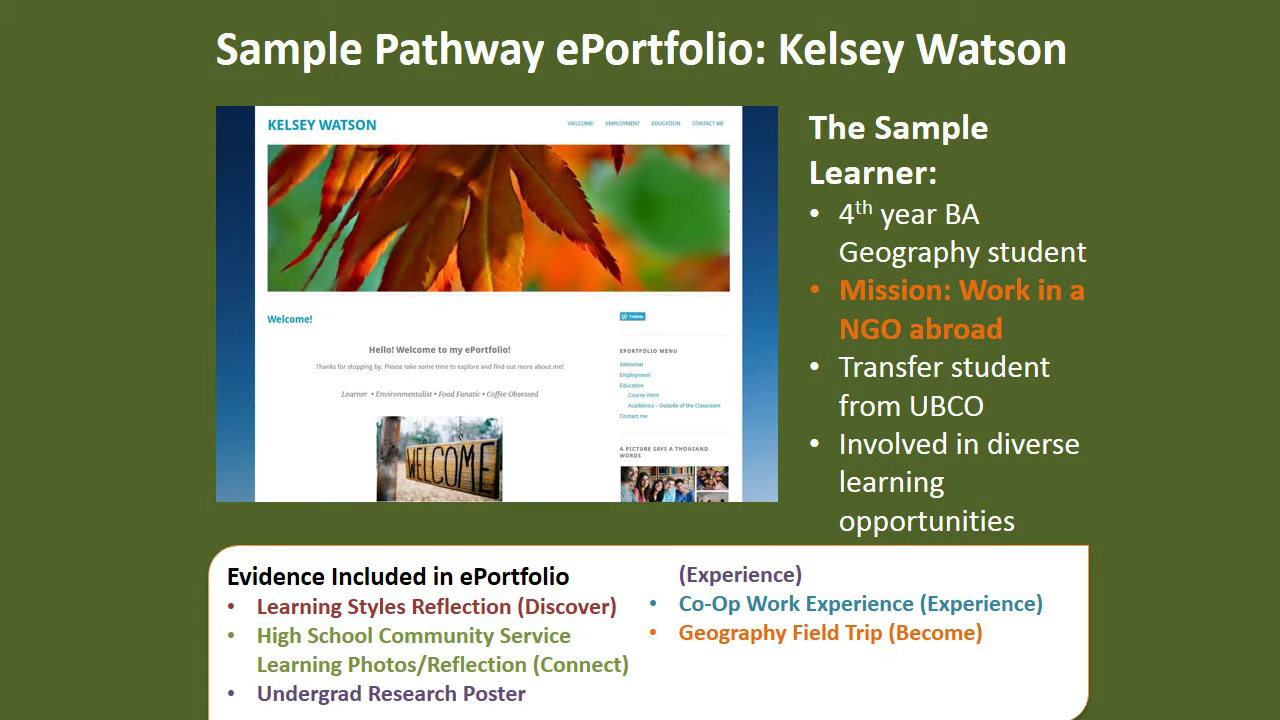 Sample Pathway ePortfolio: Kelsey Watson
KELSEY WATSON
WELCOME! EMPLOYMENT EDUCATION CONTACT ME
Welcome!
Hello! Welcome to my ePortfolio!
Thanks for stopping by. Please take some time to explore and find out more about me!
Learner • Environmentalist • Food Fanatic • Coffee Obsessed
WELCOME
Follow
EPORTFOLIO MENU
Welcome!
Employment
Education
Course Work
Academics – Outside of the Classroom
Contact me
A PICTURE SAYS A THOUSAND
WORDS
The Sample
Learner:
• 4th year BA
Geography student
• Mission: Work in a
NGO abroad
• Transfer student
from UBCO
• Involved in diverse
learning
opportunities
Evidence Included in ePortfolio
• Learning Styles Reflection (Discover)
• High School Community Service
Learning Photos/Reflection (Connect)
• Undergrad Research Poster
(Experience)
• Co-Op Work Experience (Experience)
• Geography Field Trip (Become)